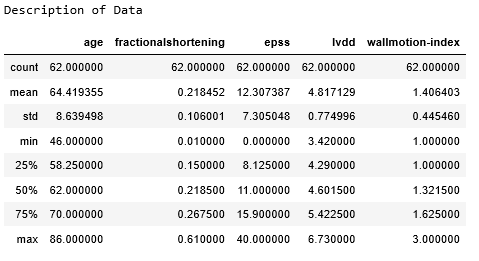 Description of Data
age fractionalshortening epss lvdd wallmotion-index
count 62.000000 62.000000 62.000000 62.000000 62.000000
mean 64.419355 0.218452 12.307387 4.817129 1.406403
std 8.639498 0.106001 7.305048 0.774996 0.445460
min 46.000000 0.010000 0.000000 3.420000 1.000000
25% 58.250000 0.150000 8.125000 4.290000 1.000000
50% 62.000000 0.218500 11.000000 4.601500 1.321500
75% 70.000000 0.267500 15.900000 5.422500 1.625000
max 86.000000 0.610000 40.000000 6.730000 3.000000